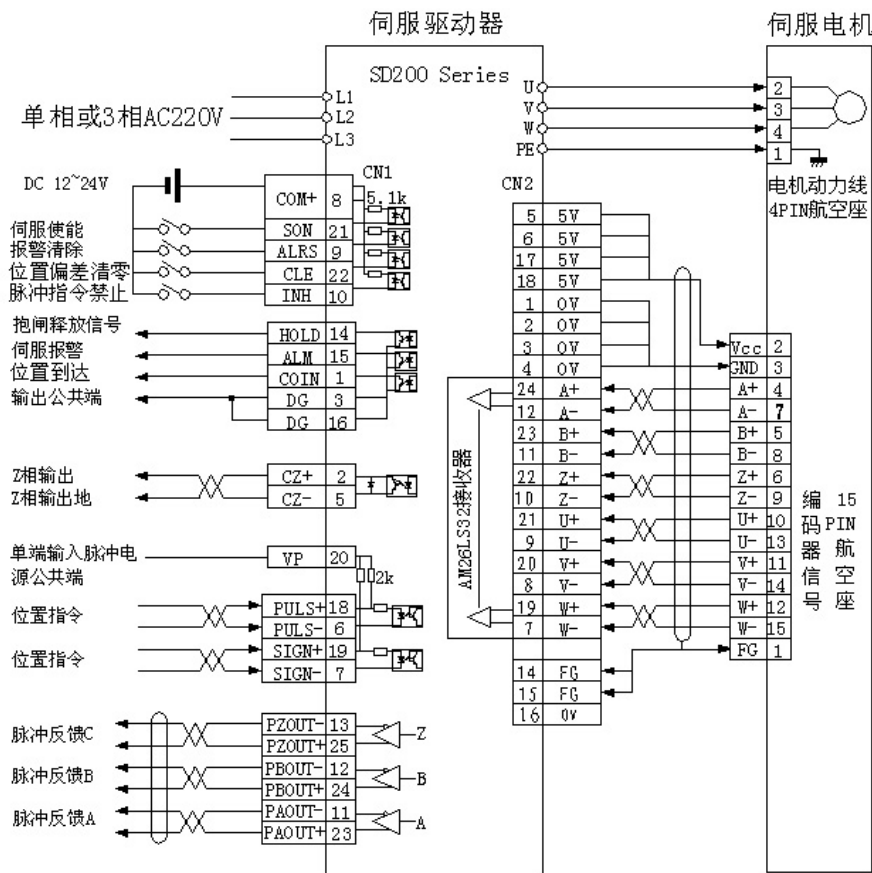 伺服驱动器
伺服电机
SD200 Series
单相或3相AC220V
L1
L2
L3
U
V
W
PE
2
3
4
1
电机动力线
4PIN航空座
CN1
CN2
DC 12~24V
5.1k
COM+ 8
伺服使能 SON 21
报警清除 ALRS 9
位置偏差清零 CLE 22
脉冲指令禁止 INH 10
抱闸释放信号 HOLD 14
伺服报警 ALM 15
位置到达 COIN 1
输出公共端 DG 3
DG 16
Z相输出 CZ+ 2
Z相输出地 CZ- 5
单端输入脉冲电
源公共端
VP 20
2k
位置指令 PULS+ 18
PULS- 6
位置指令 SIGN+ 19
SIGN- 7
脉冲反馈C PZOUT- 13
PZOUT+ 25
Z
脉冲反馈B PBOUT- 12
PBOUT+ 24
B
脉冲反馈A PAOUT- 11
PAOUT+ 23
A
5 5V
6 5V
17 5V
18 5V
1 0V
2 0V
3 0V
4 0V
24 A+
12 A-
23 B+
11 B-
22 Z+
10 Z-
21 U+
9 U-
20 V+
8 V-
19 W+
7 W-
14 FG
15 FG
16 0V
AM26LS32接收器
Vcc 2
GND 3
A+ 4
A- 7
B+ 5
B- 8
Z+ 6
Z- 9
U+ 10
U- 13
V+ 11
V- 14
W+ 12
W- 15
FG 1
编码器信号
15PIN航空座